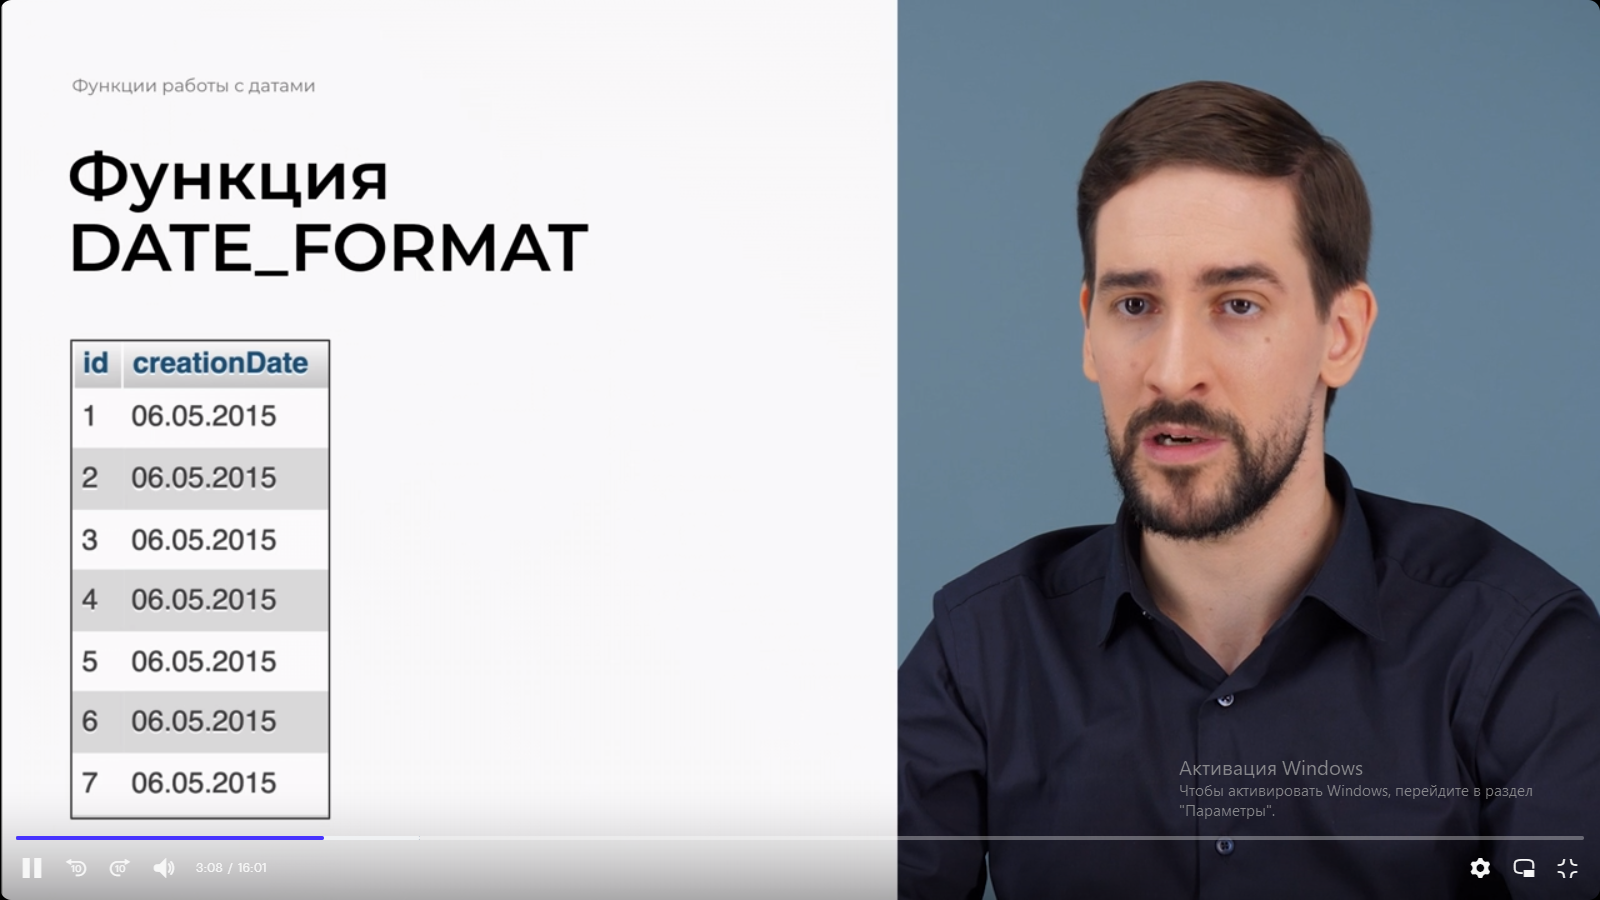 Функции работы с датами
Функция
DATE_FORMAT
id creationDate
1 06.05.2015
2 06.05.2015
3 06.05.2015
4 06.05.2015
5 06.05.2015
6 06.05.2015
7 06.05.2015
Активация Windows
Чтобы активировать Windows, перейдите в раздел
"Параметры".
10 10 3:08 / 16:01